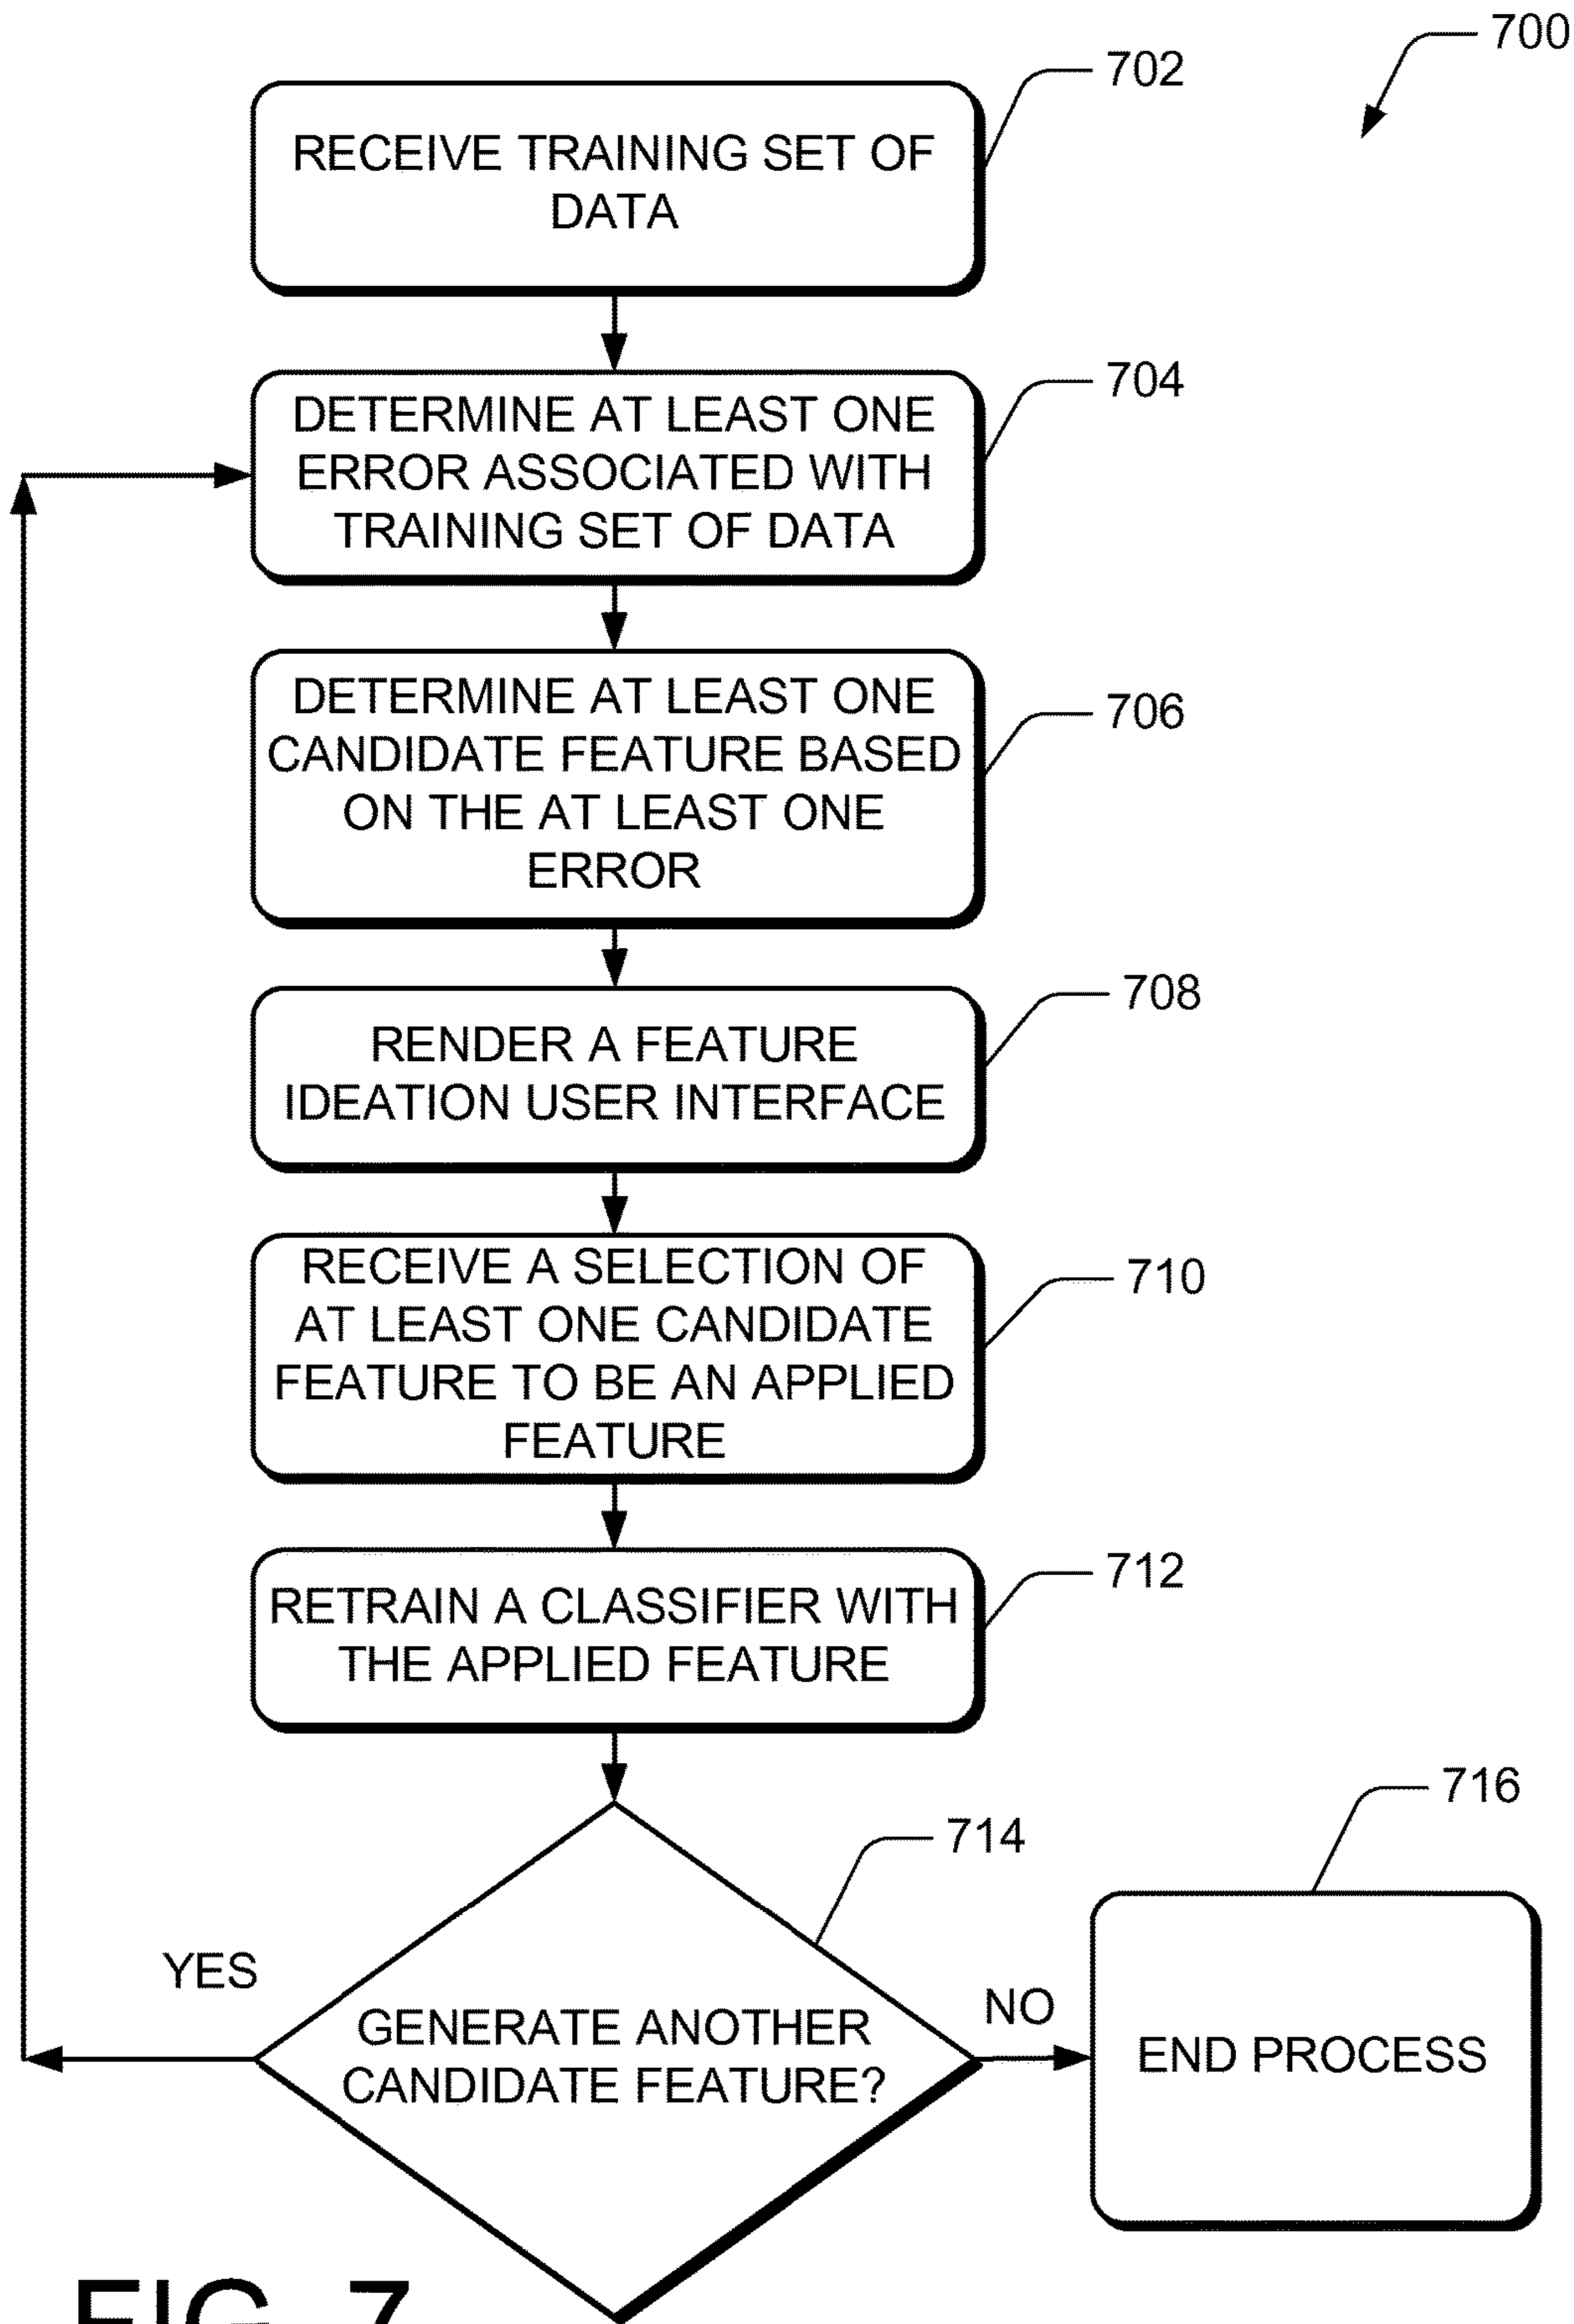 700
702
RECEIVE TRAINING SET OF
DATA
704
DETERMINE AT LEAST ONE
ERROR ASSOCIATED WITH
TRAINING SET OF DATA
706
DETERMINE AT LEAST ONE
CANDIDATE FEATURE BASED
ON THE AT LEAST ONE
ERROR
708
RENDER A FEATURE
IDEATION USER INTERFACE
710
RECEIVE A SELECTION OF
AT LEAST ONE CANDIDATE
FEATURE TO BE AN APPLIED
FEATURE
712
RETRAIN A CLASSIFIER WITH
THE APPLIED FEATURE
714
716
YES
GENERATE ANOTHER
CANDIDATE FEATURE?
NO
END PROCESS
FIG. 7